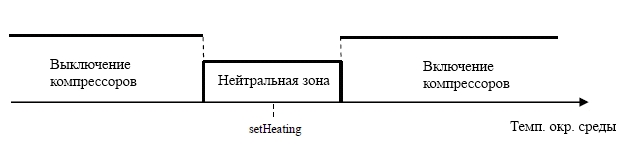 Выключение
компрессоров
Нейтральная зона
Включение
компрессоров
setHeating
Темп. окр. среды